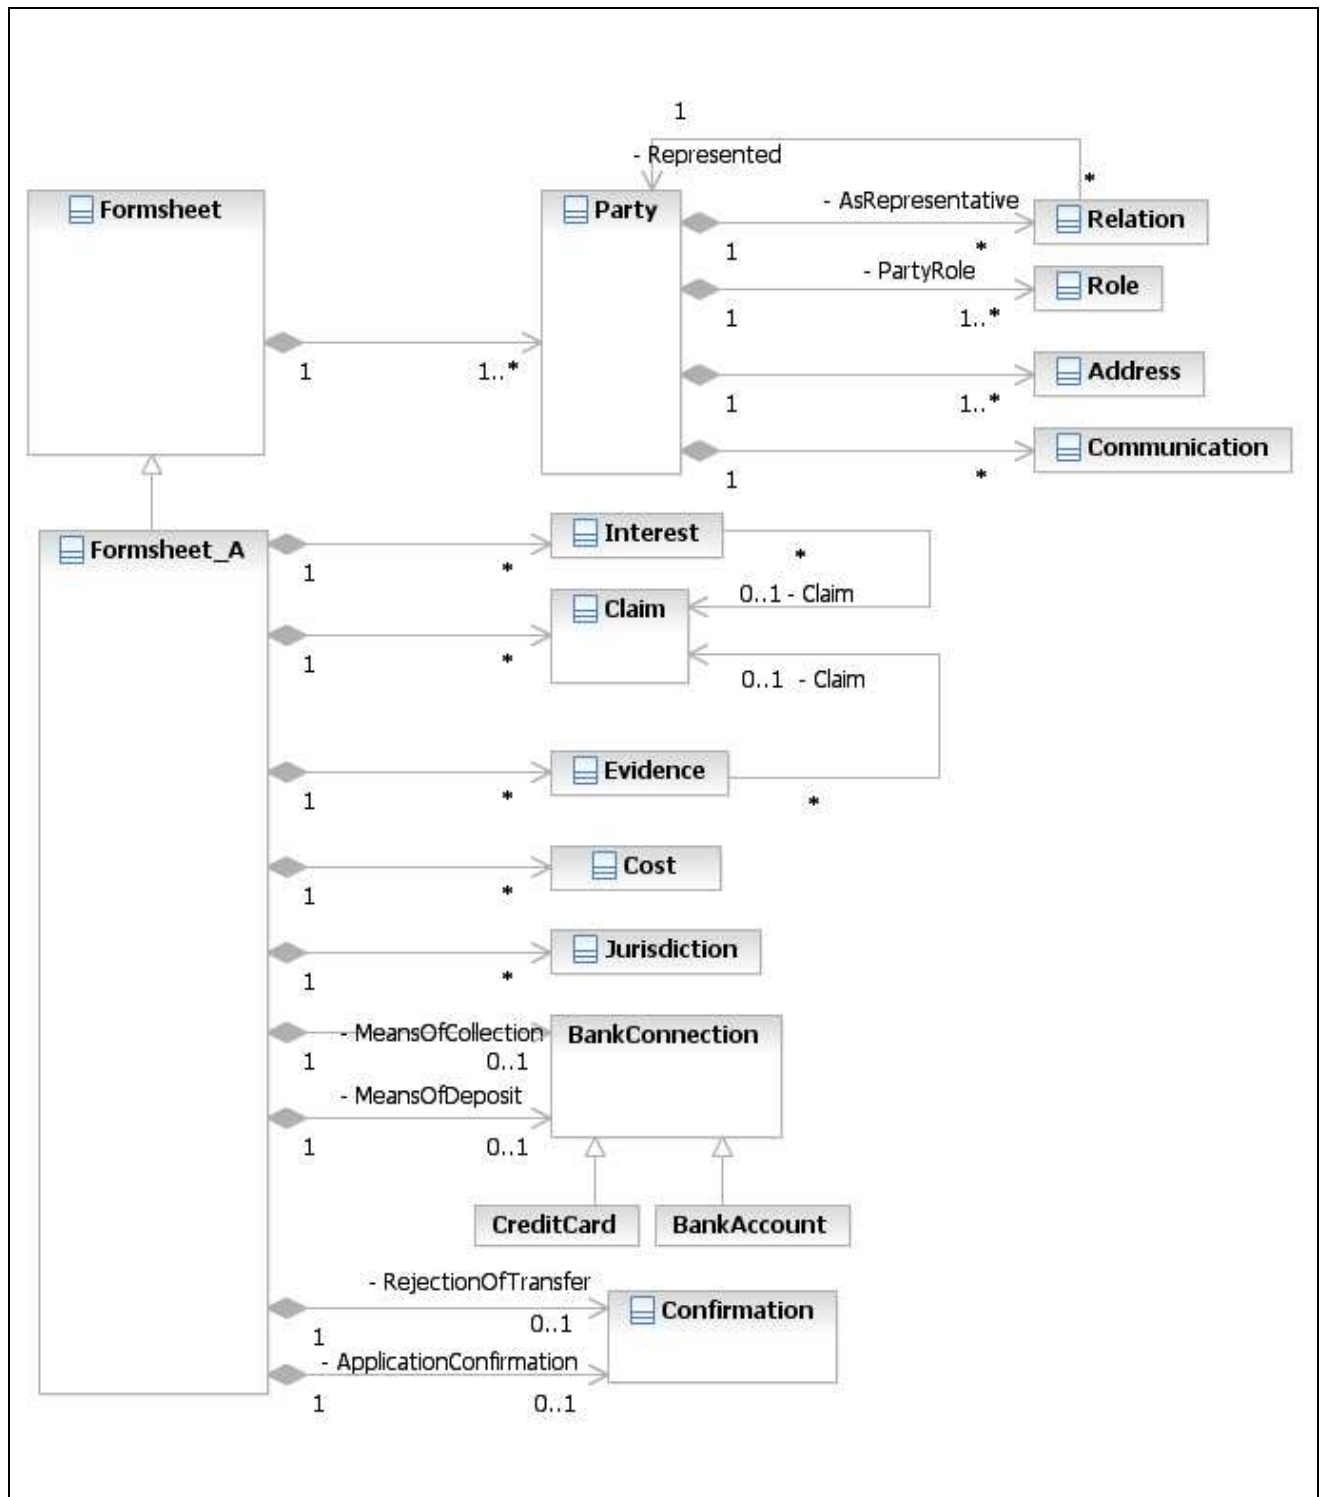 1
- Represented
*
Formsheet
Party
- AsRepresentative
Relation
1
*
- PartyRole
Role
1
1..*
1
1..*
Address
1
1..*
Communication
1
*
Formsheet_A
Interest
1
*
*
0..1 - Claim
Claim
1
*
0..1 - Claim
Evidence
1
*
*
Cost
1
*
Jurisdiction
1
*
- MeansOfCollection
BankConnection
1
0..1
- MeansOfDeposit
1
0..1
CreditCard
BankAccount
- RejectionOfTransfer
Confirmation
1
0..1
- ApplicationConfirmation
1
0..1